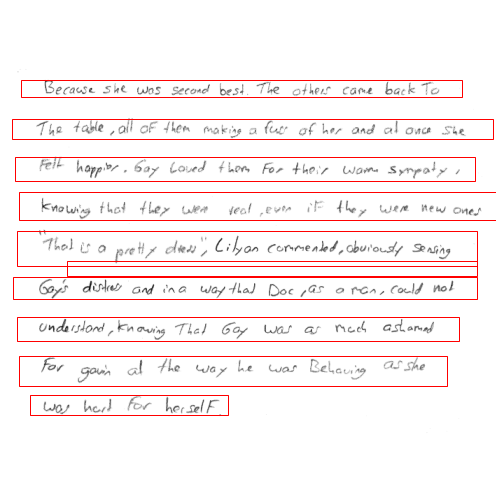 Because she was second best. The others came back To
The table, all of them making a fuss of her and at once she
Felt happier. Gay Loved them For their warm sympaty,
Knowing that they were real, even if they were new ones
"That is a pretty dress", Lilyan commented, obviously sensing
Gay's distress and in a way that Doc, as a man, could not
understand, Knowing That Gay was as much ashamed
For gavin at the way he was Behaving as she
was hard For herself.